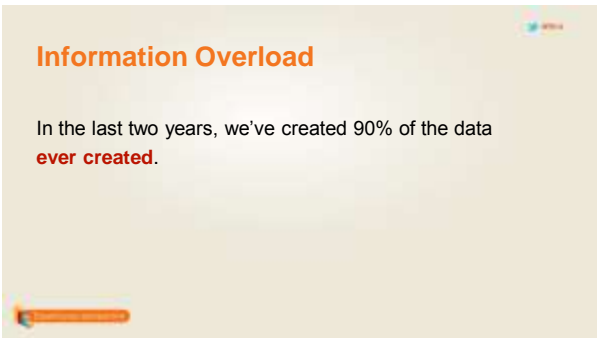 Information Overload
In the last two years, we've created 90% of the data
ever created.